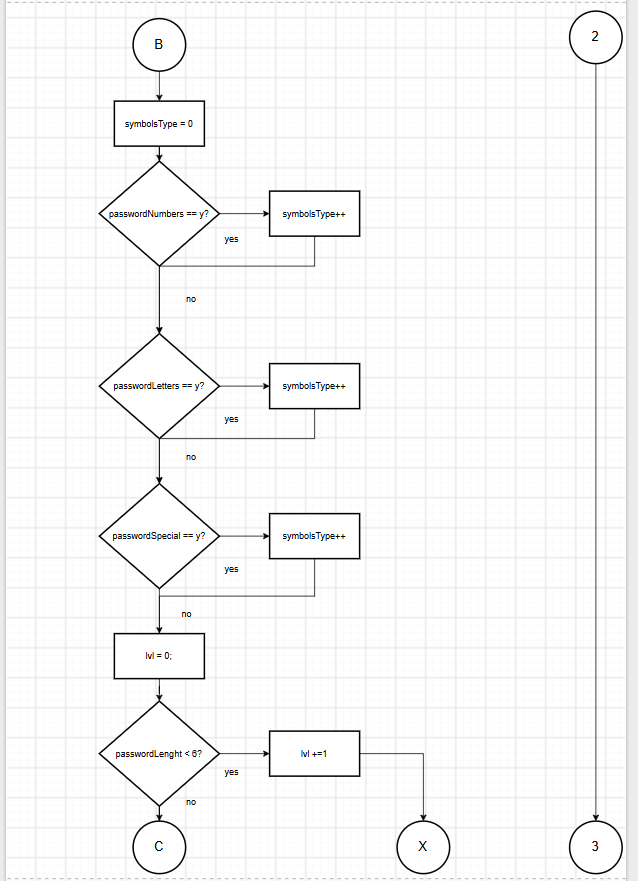 B
2
symbolsType = 0
passwordNumbers == y?
symbolsType++
yes
no
passwordLetters == y?
symbolsType++
yes
no
passwordSpecial == y?
symbolsType++
yes
no
lvl = 0;
passwordLenght < 6?
lvl +=1
yes
no
C
X
3